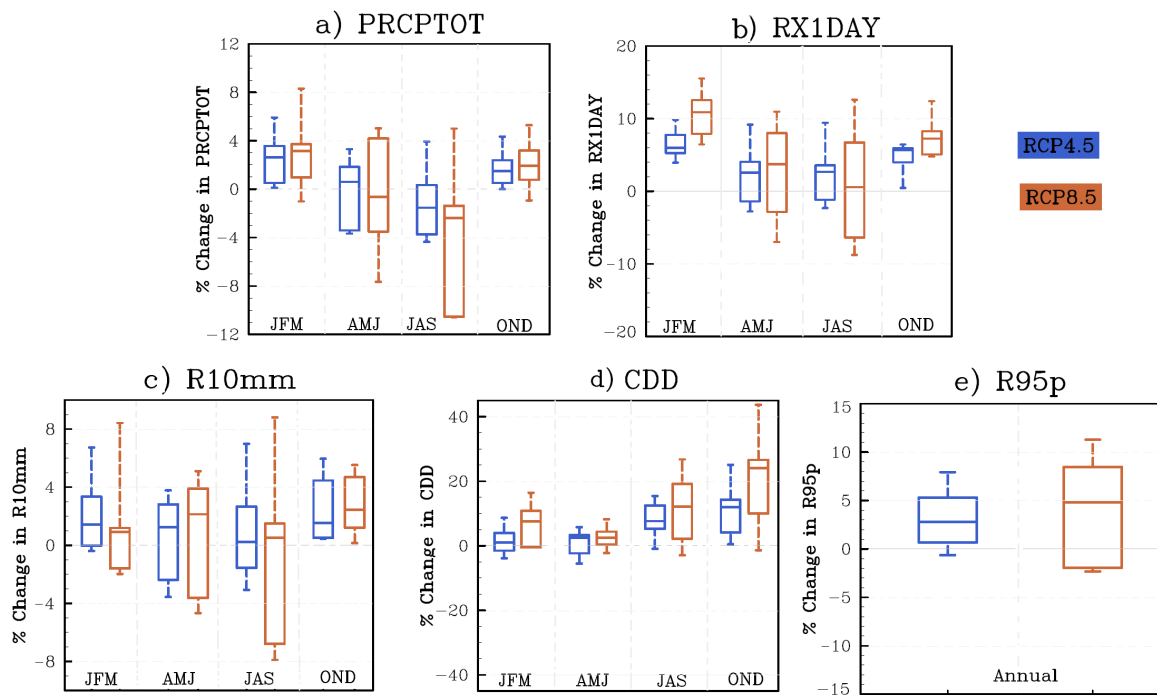 a) PRCPTOT
% Change in PRCPTOT
12
8
4
0
-4
-8
-12
JFM AMJ JAS OND
b) RX1DAY
% Change in RX1DAY
20
10
0
-10
-20
JFM AMJ JAS OND
RCP4.5
RCP8.5
c) R10mm
% Change in R10mm
8
4
0
-4
-8
JFM AMJ JAS OND
d) CDD
% Change in CDD
40
20
0
-20
-40
JFM AMJ JAS OND
e) R95p
% Change in R95p
15
10
5
0
-5
-10
-15
Annual